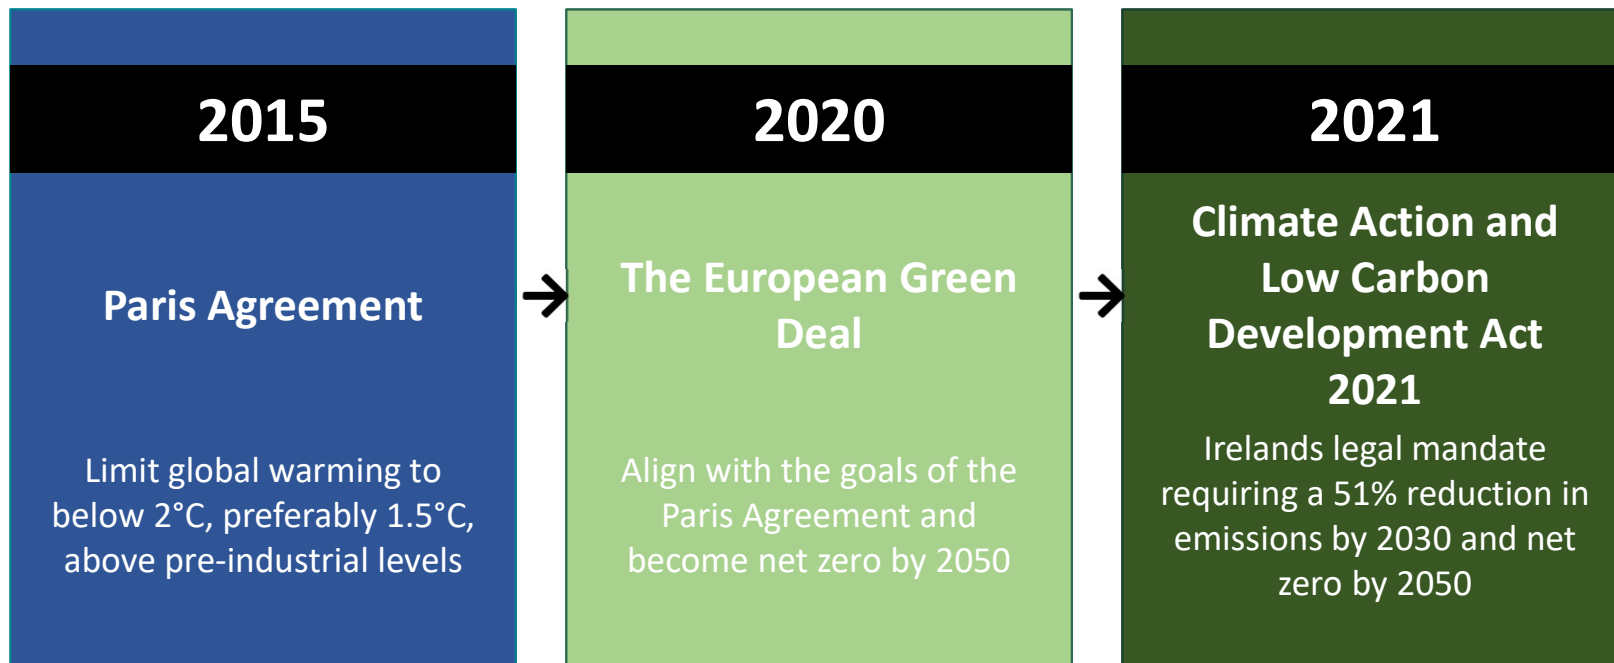 2015
Paris Agreement
Limit global warming to
below 2°C, preferably 1.5°C,
above pre-industrial levels
2020
The European Green
Deal
Align with the goals of the
Paris Agreement and
become net zero by 2050
2021
Climate Action and
Low Carbon
Development Act
2021
Irelands legal mandate
requiring a 51% reduction in
emissions by 2030 and net
zero by 2050